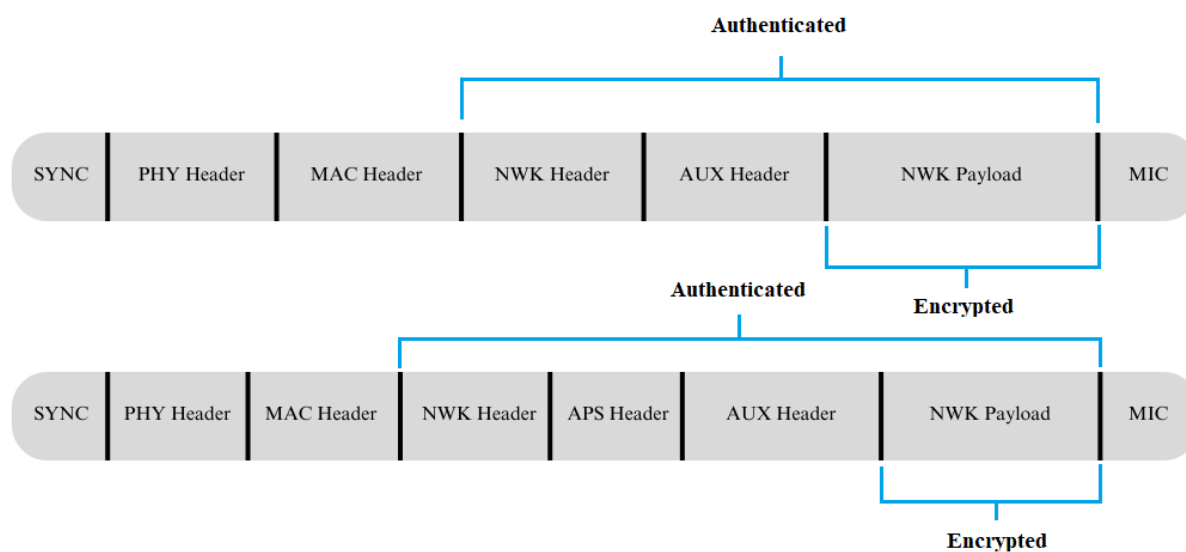 Authenticated
SYNC PHY Header MAC Header NWK Header AUX Header NWK Payload MIC
Encrypted
Authenticated
SYNC PHY Header MAC Header NWK Header APS Header AUX Header NWK Payload MIC
Encrypted